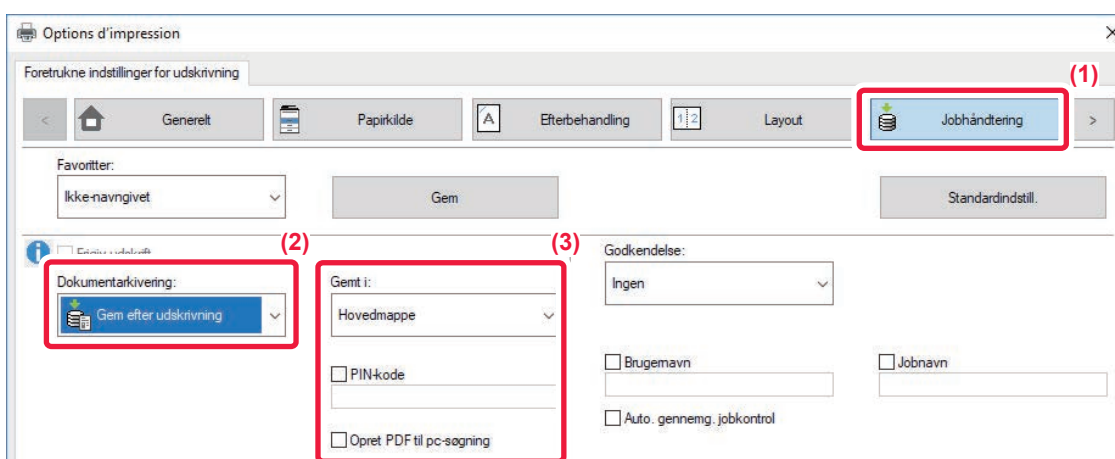 Options d'impression
Foretrukne indstillinger for udskrivning
(1)
< Generelt Papirkilde Efterbehandling 1 2 Layout Jobhåndtering >
Favoritter:
Ikke-navngivet Gem Standardindstill.
(2) (3)
Dokumentarkivering: Gemt i: Godkendelse:
Gem efter udskrivning Hovedmappe Ingen
PIN-kode Brugernavn Jobnavn
Auto. gennemg. jobkontrol
Opret PDF til pc-søgning